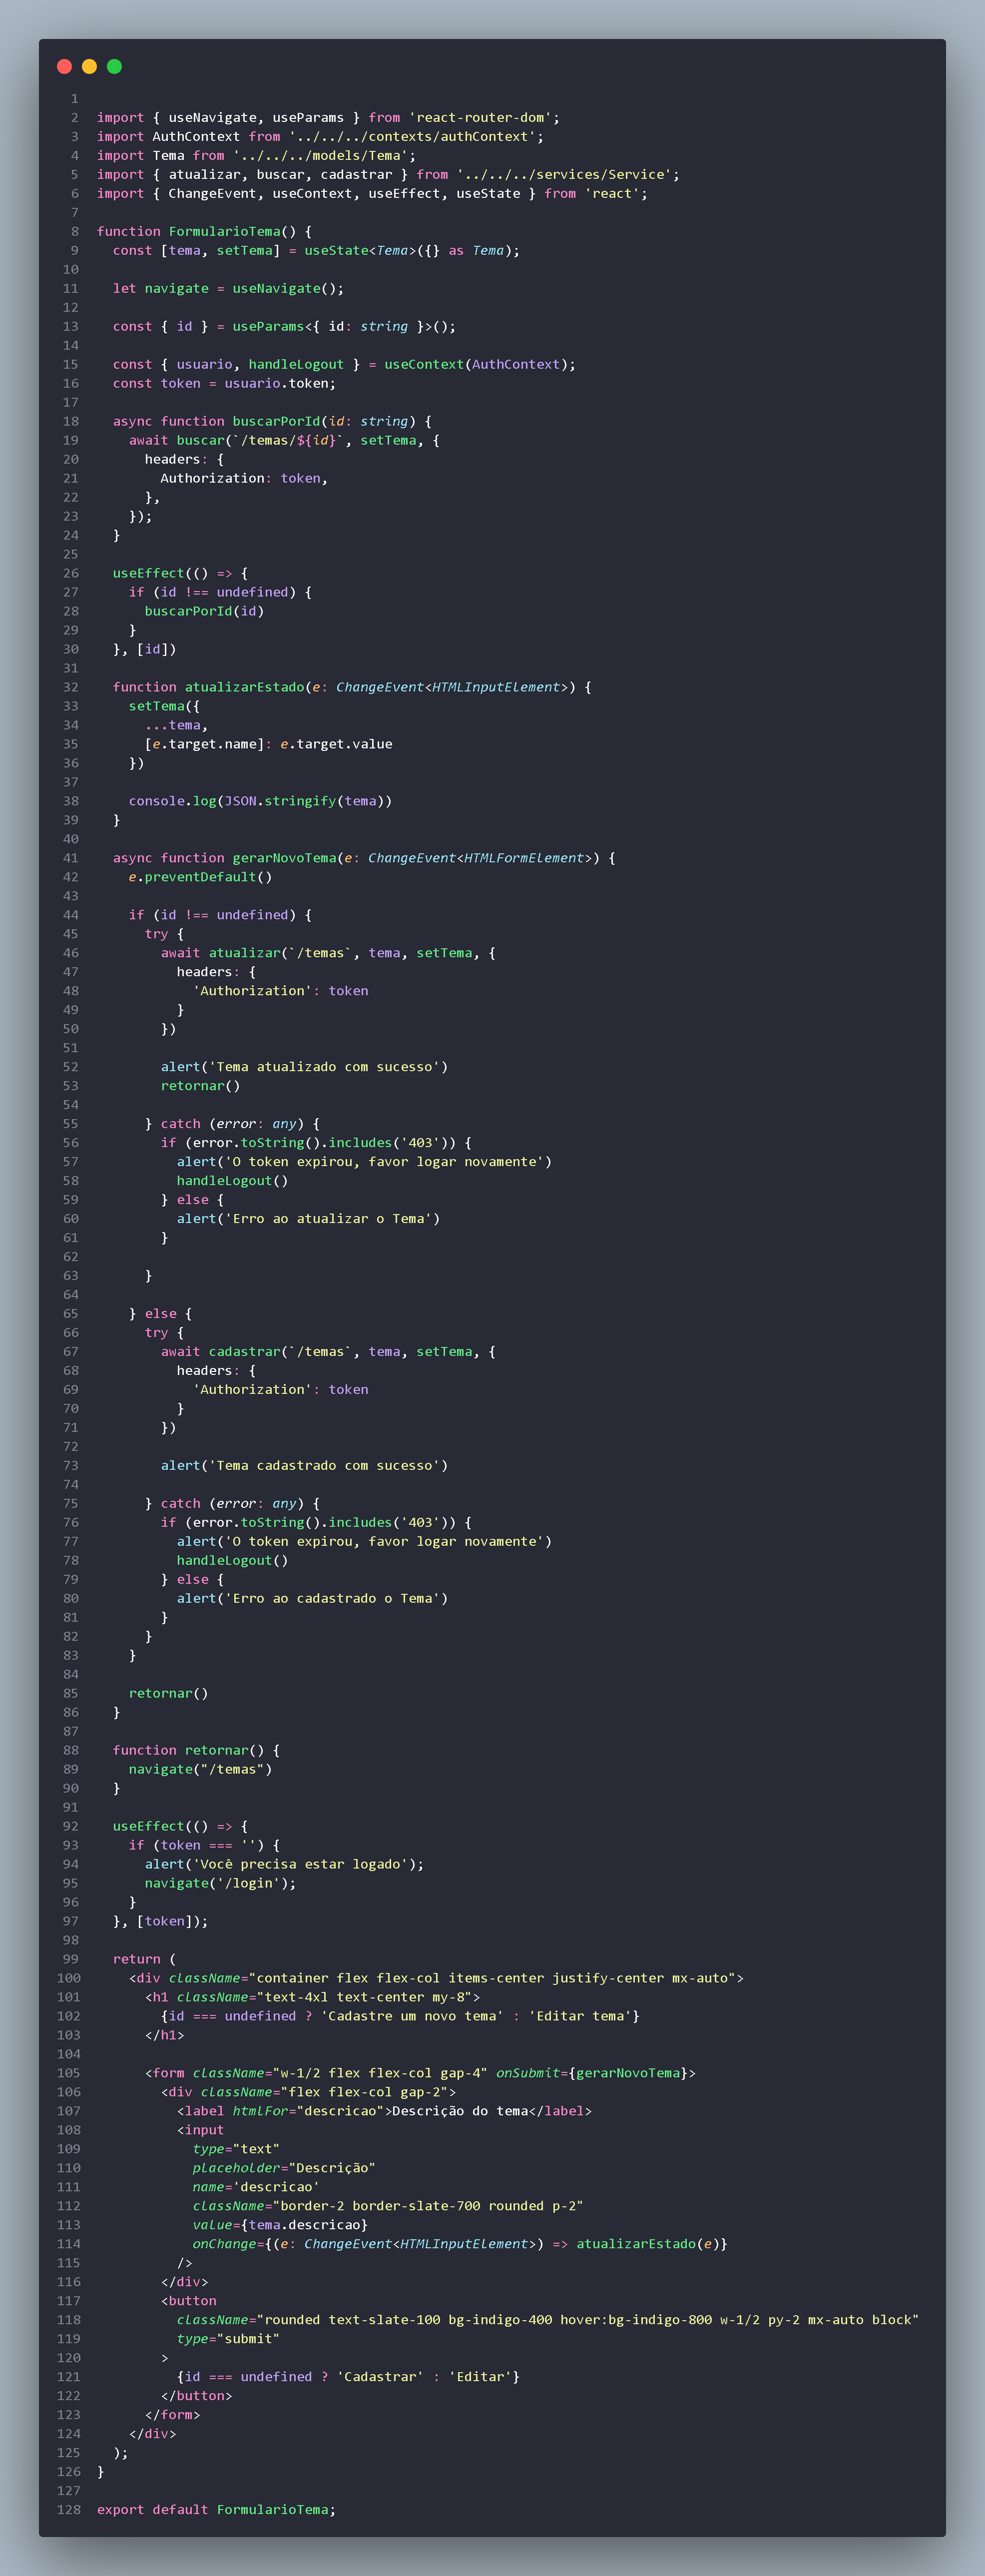 1
2 import { useNavigate, useParams } from 'react-router-dom';
3 import AuthContext from '../../../contexts/authContext';
4 import Tema from '../../../models/Tema';
5 import { atualizar, buscar, cadastrar } from '../../../services/Service';
6 import { ChangeEvent, useContext, useEffect, useState } from 'react';
7
8 function FormularioTema() {
9   const [tema, setTema] = useState<Tema>({} as Tema);
10
11   let navigate = useNavigate();
12
13   const { id } = useParams<{ id: string }>();
14
15   const { usuario, handleLogout } = useContext(AuthContext);
16   const token = usuario.token;
17
18   async function buscarPorId(id: string) {
19     await buscar(`/temas/${id}`, setTema, {
20       headers: {
21         Authorization: token,
22       },
23     });
24   }
25
26   useEffect(() => {
27     if (id !== undefined) {
28       buscarPorId(id)
29     }
30   }, [id])
31
32   function atualizarEstado(e: ChangeEvent<HTMLInputElement>) {
33     setTema({
34       ...tema,
35       [e.target.name]: e.target.value
36     })
37
38     console.log(JSON.stringify(tema))
39   }
40
41   async function gerarNovoTema(e: ChangeEvent<HTMLFormElement>) {
42     e.preventDefault()
43
44     if (id !== undefined) {
45       try {
46         await atualizar(`/temas`, tema, setTema, {
47           headers: {
48             'Authorization': token
49           }
50         })
51
52         alert('Tema atualizado com sucesso')
53         retornar()
54
55       } catch (error: any) {
56         if (error.toString().includes('403')) {
57           alert('O token expirou, favor logar novamente')
58           handleLogout()
59         } else {
60           alert('Erro ao atualizar o Tema')
61         }
62
63       }
64
65     } else {
66       try {
67         await cadastrar(`/temas`, tema, setTema, {
68           headers: {
69             'Authorization': token
70           }
71         })
72
73         alert('Tema cadastrado com sucesso')
74
75       } catch (error: any) {
76         if (error.toString().includes('403')) {
77           alert('O token expirou, favor logar novamente')
78           handleLogout()
79         } else {
80           alert('Erro ao cadastrado o Tema')
81         }
82       }
83     }
84
85     retornar()
86   }
87
88   function retornar() {
89     navigate("/temas")
90   }
91
92   useEffect(() => {
93     if (token === '') {
94       alert('Você precisa estar logado');
95       navigate('/login');
96     }
97   }, [token]);
98
99   return (
100     <div className="container flex flex-col items-center justify-center mx-auto">
101       <h1 className="text-4xl text-center my-8">
102         {id === undefined ? 'Cadastre um novo tema' : 'Editar tema'}
103       </h1>
104
105       <form className="w-1/2 flex flex-col gap-4" onSubmit={gerarNovoTema}>
106         <div className="flex flex-col gap-2">
107           <label htmlFor="descricao">Descrição do tema</label>
108           <input
109             type="text"
110             placeholder="Descrição"
111             name='descricao'
112             className="border-2 border-slate-700 rounded p-2"
113             value={tema.descricao}
114             onChange={(e: ChangeEvent<HTMLInputElement>) => atualizarEstado(e)}
115           />
116         </div>
117         <button
118           className="rounded text-slate-100 bg-indigo-400 hover:bg-indigo-800 w-1/2 py-2 mx-auto block"
119           type="submit"
120         >
121           {id === undefined ? 'Cadastrar' : 'Editar'}
122         </button>
123       </form>
124     </div>
125   );
126 }
127
128 export default FormularioTema;